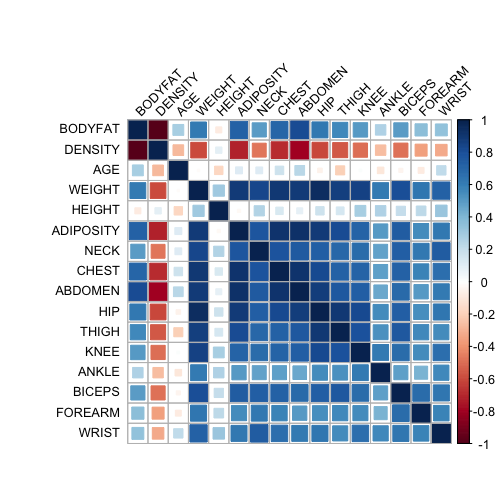 BODYFAT DENSITY AGE WEIGHT HEIGHT ADIPOSITY NECK CHEST ABDOMEN HIP THIGH KNEE ANKLE BICEPS FOREARM WRIST
BODYFAT
DENSITY
AGE
WEIGHT
HEIGHT
ADIPOSITY
NECK
CHEST
ABDOMEN
HIP
THIGH
KNEE
ANKLE
BICEPS
FOREARM
WRIST
1
0.8
0.6
0.4
0.2
0
-0.2
-0.4
-0.6
-0.8
-1